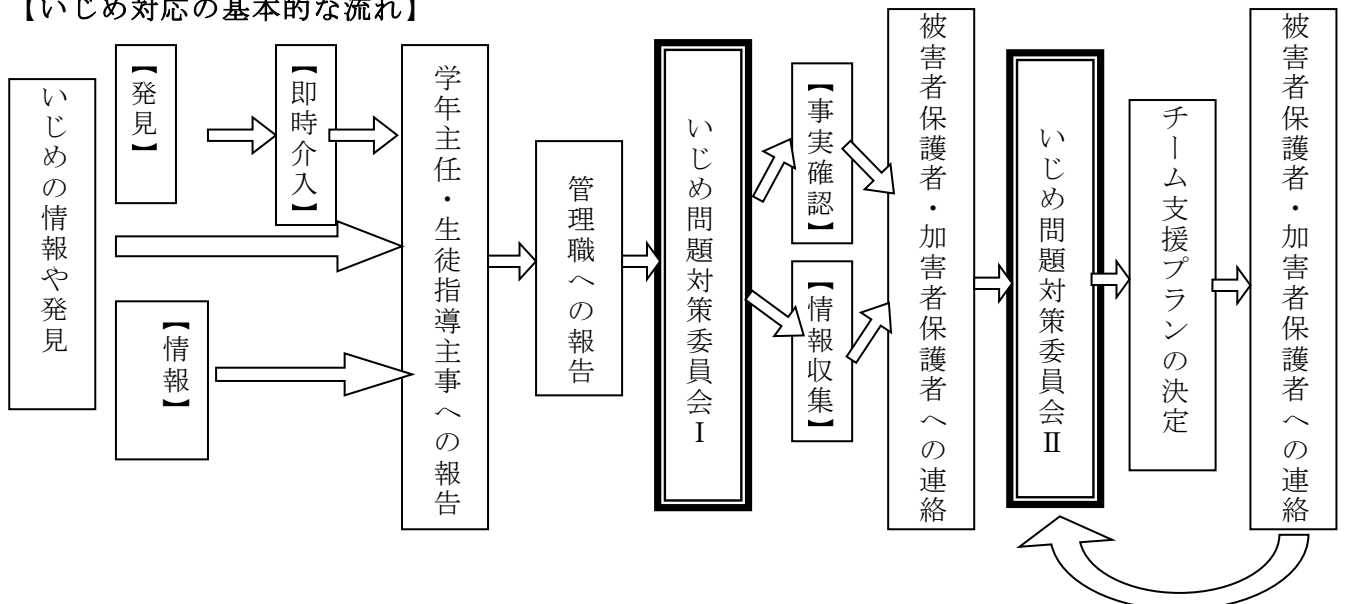 【いじめ対応の基本的な流れ】
いじめの情報や発見
【発見】
【情報】
【即時介入】
学年主任・生徒指導主事への報告
管理職への報告
いじめ問題対策委員会Ⅰ
【事実確認】
【情報収集】
被害者保護者・加害者保護者への連絡
いじめ問題対策委員会Ⅱ
チーム支援プランの決定
被害者保護者・加害者保護者への連絡